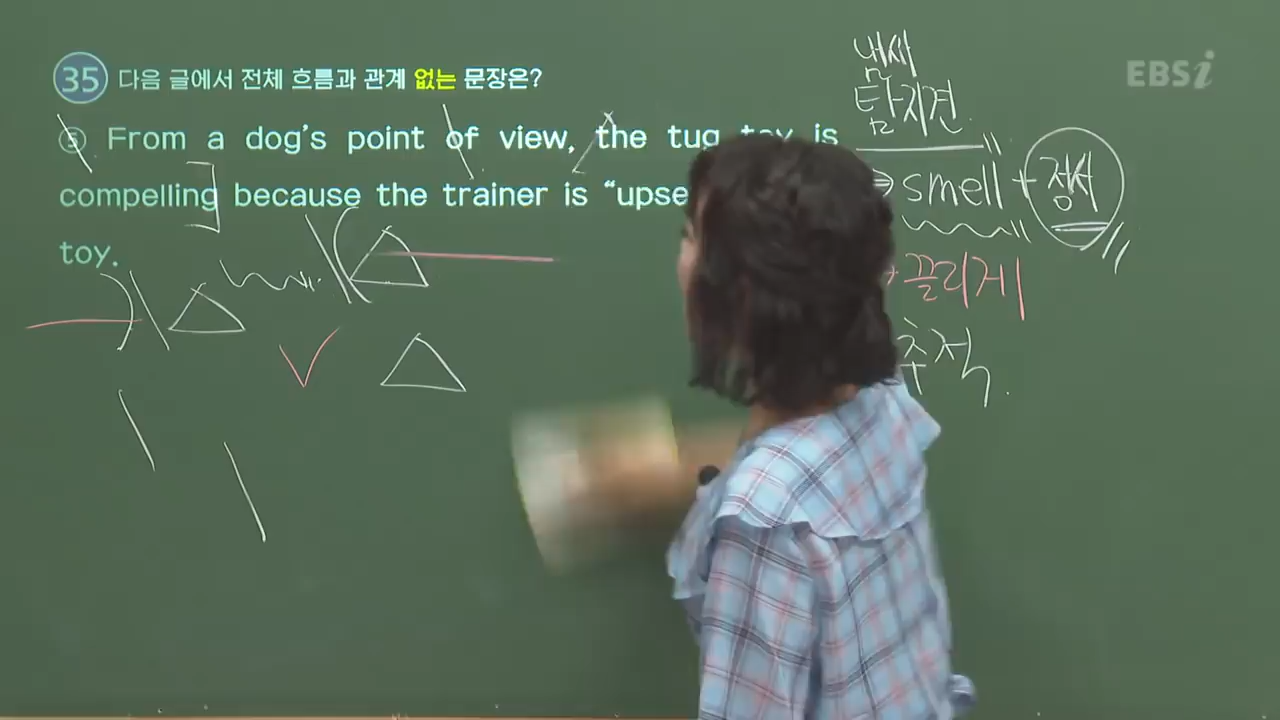 35 다음 글에서 전체 흐름과 관계 없는 문장은?
⑤ From a dog's point of view, the tug toy is
compelling because the trainer is “upse
toy.
냄새
탐지견
⇒ smell + 정서
+ 끌리게
추적
EBSi